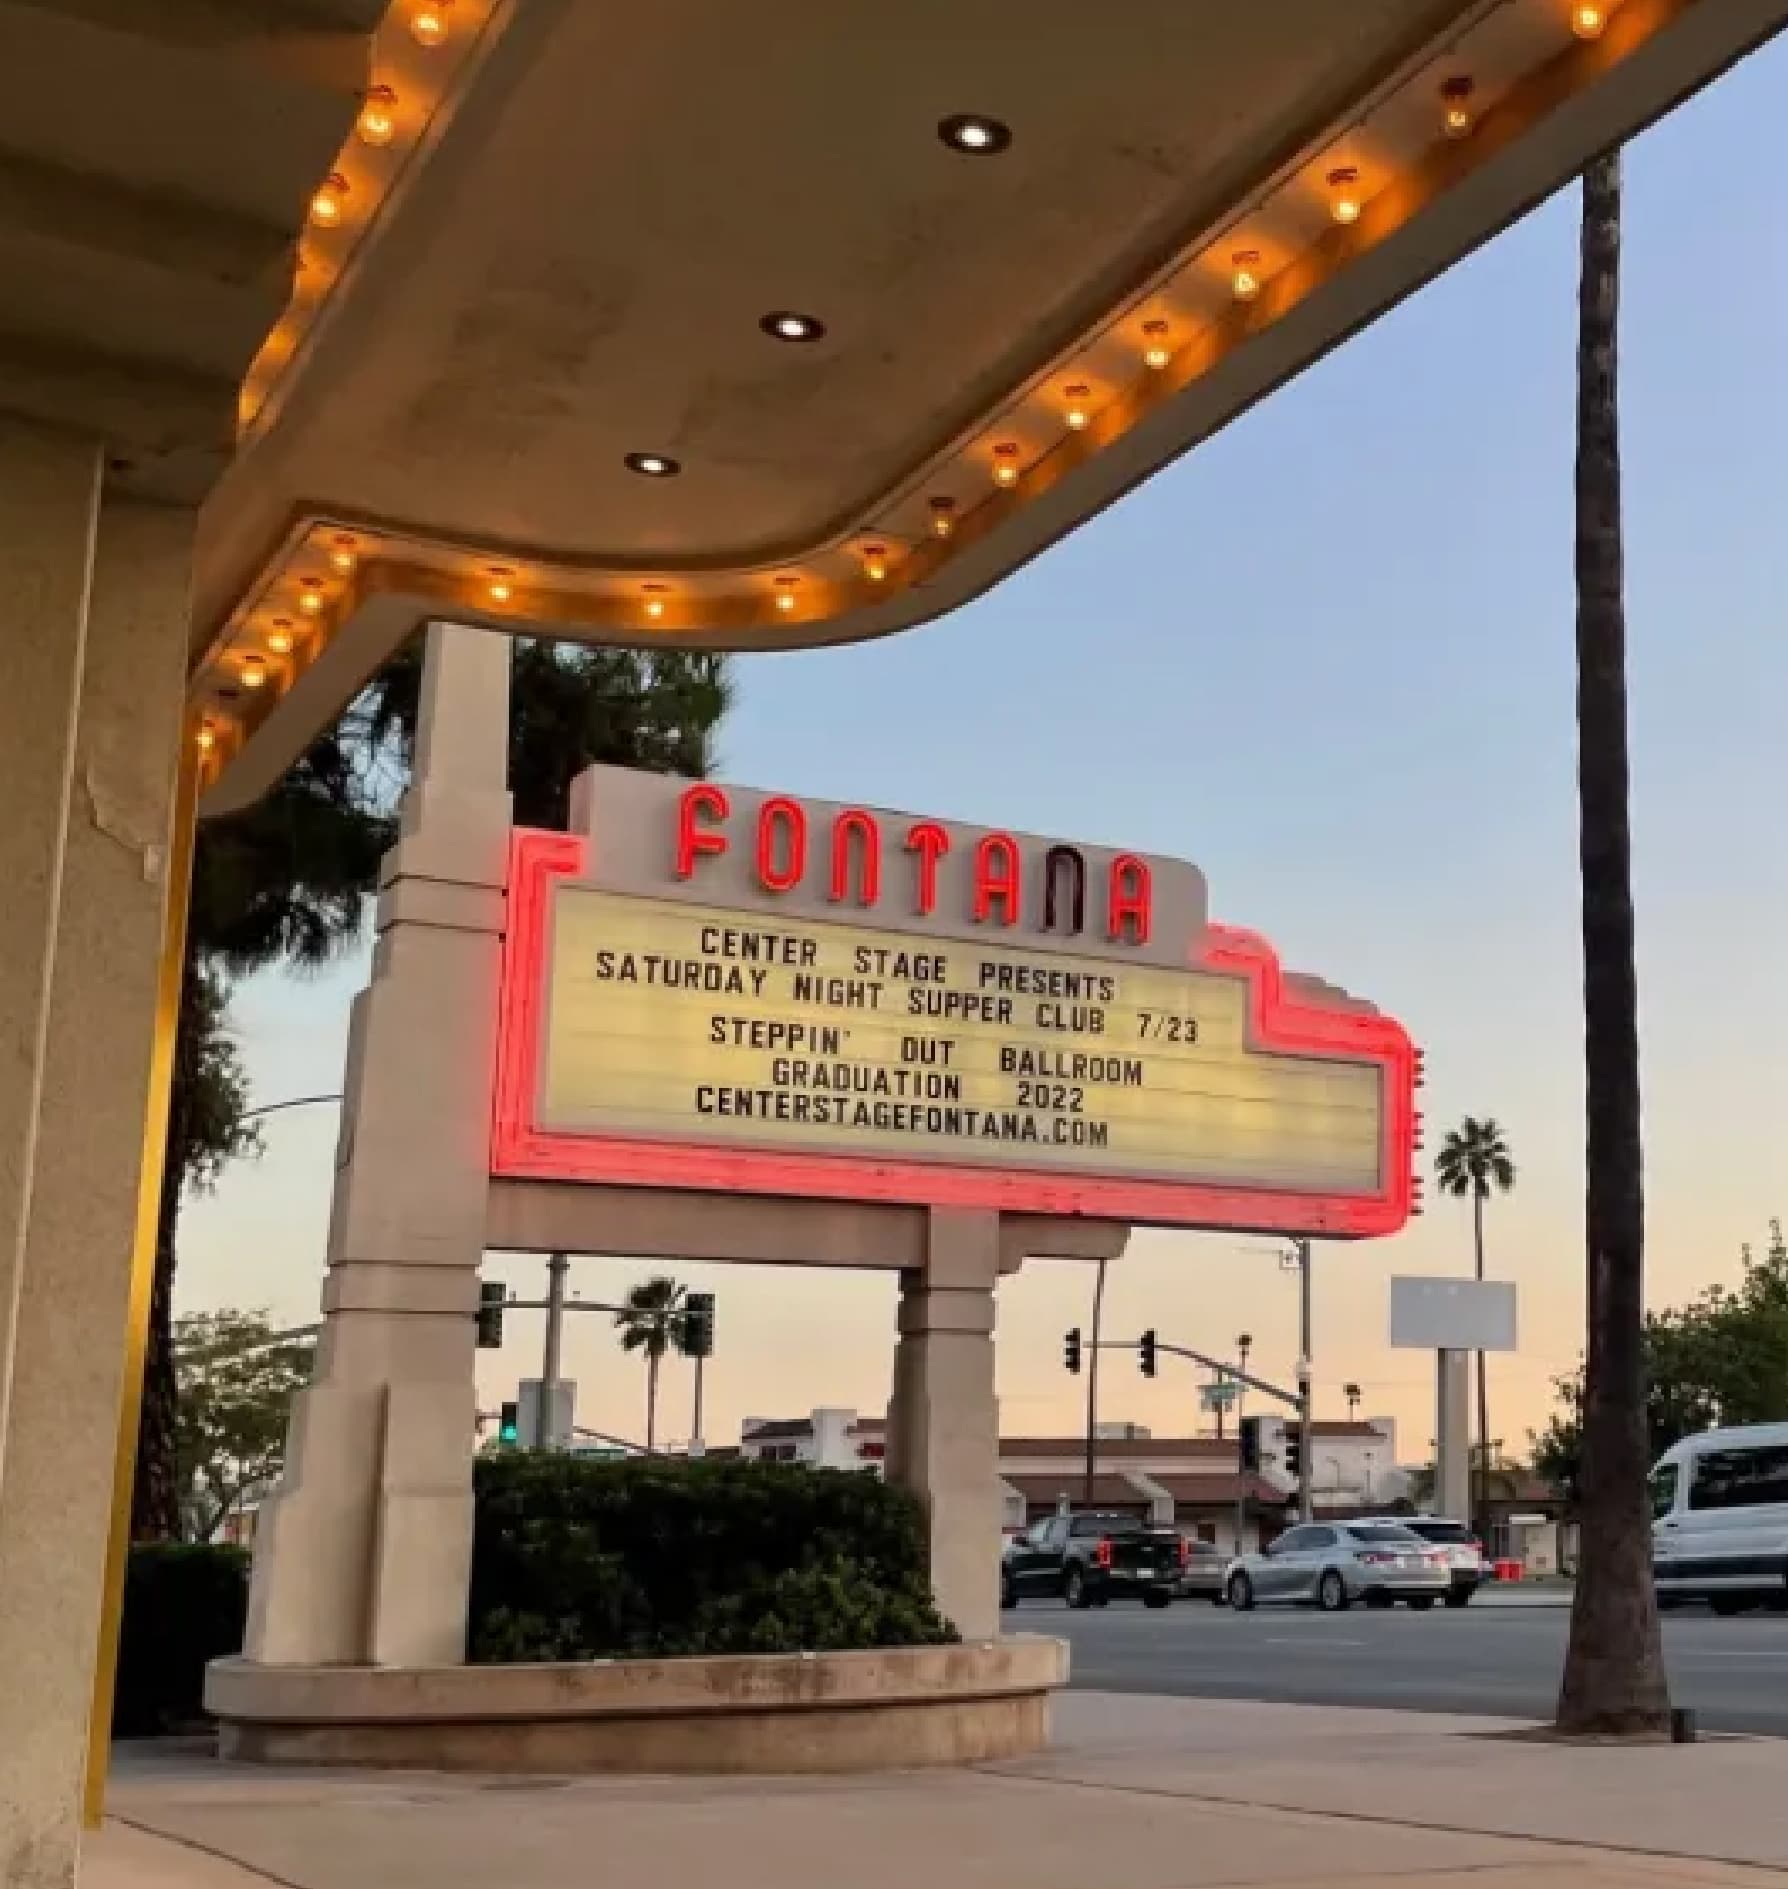 FONTANA
CENTER STAGE PRESENTS
SATURDAY NIGHT SUPPER CLUB 7/23
STEPPIN' OUT BALLROOM
GRADUATION 2022
CENTERSTAGEFONTANA.COM